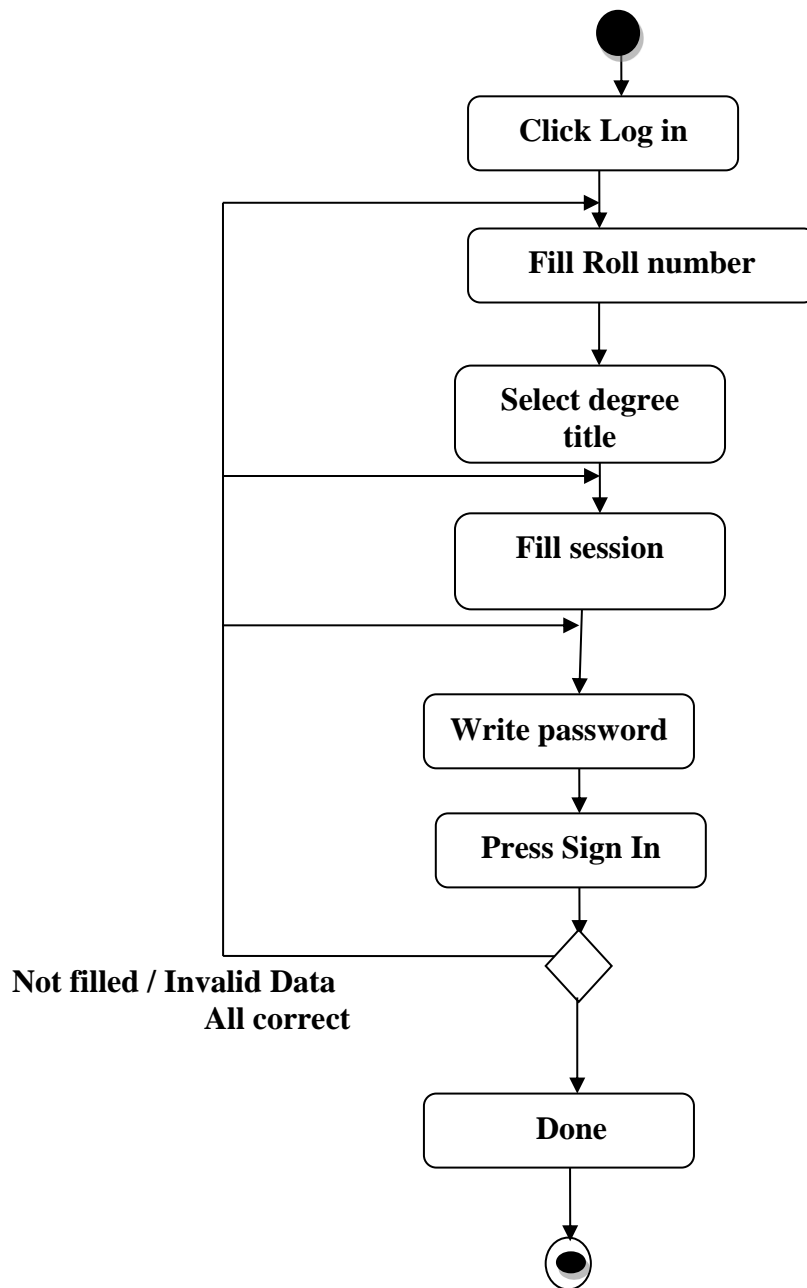 Click Log in
Fill Roll number
Select degree
title
Fill session
Write password
Press Sign In
Not filled / Invalid Data
All correct
Done